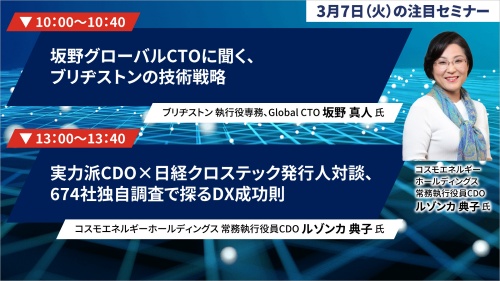 3月7日(火)の注目セミナー
▼10:00～10:40
坂野グローバルCTOに聞く、
ブリヂストンの技術戦略
ブリヂストン 執行役専務、Global CTO 坂野 真人 氏
▼13:00～13:40
実力派CDO×日経クロステック発行人対談、
674社独自調査で探るDX成功則
コスモエネルギーホールディングス 常務執行役員CDO ルゾンカ 典子 氏
コスモエネルギー
ホールディングス
常務執行役員CDO
ルゾンカ 典子 氏